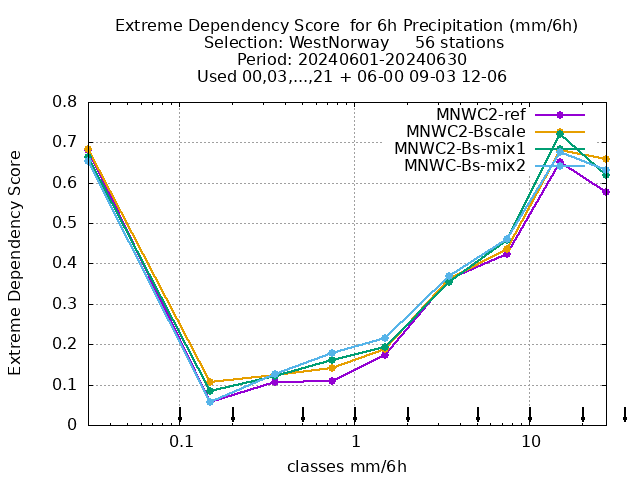 Extreme Dependency Score  for 6h Precipitation (mm/6h)
Selection: WestNorway     56 stations
Period: 20240601-20240630
Used 00,03,...,21 + 06-00 09-03 12-06
0.8
0.7
0.6
0.5
0.4
0.3
0.2
0.1
0
Extreme Dependency Score
MNWC2-ref
MNWC2-Bscale
MNWC2-Bs-mix1
MNWC-Bs-mix2
0.1
1
10
classes mm/6h